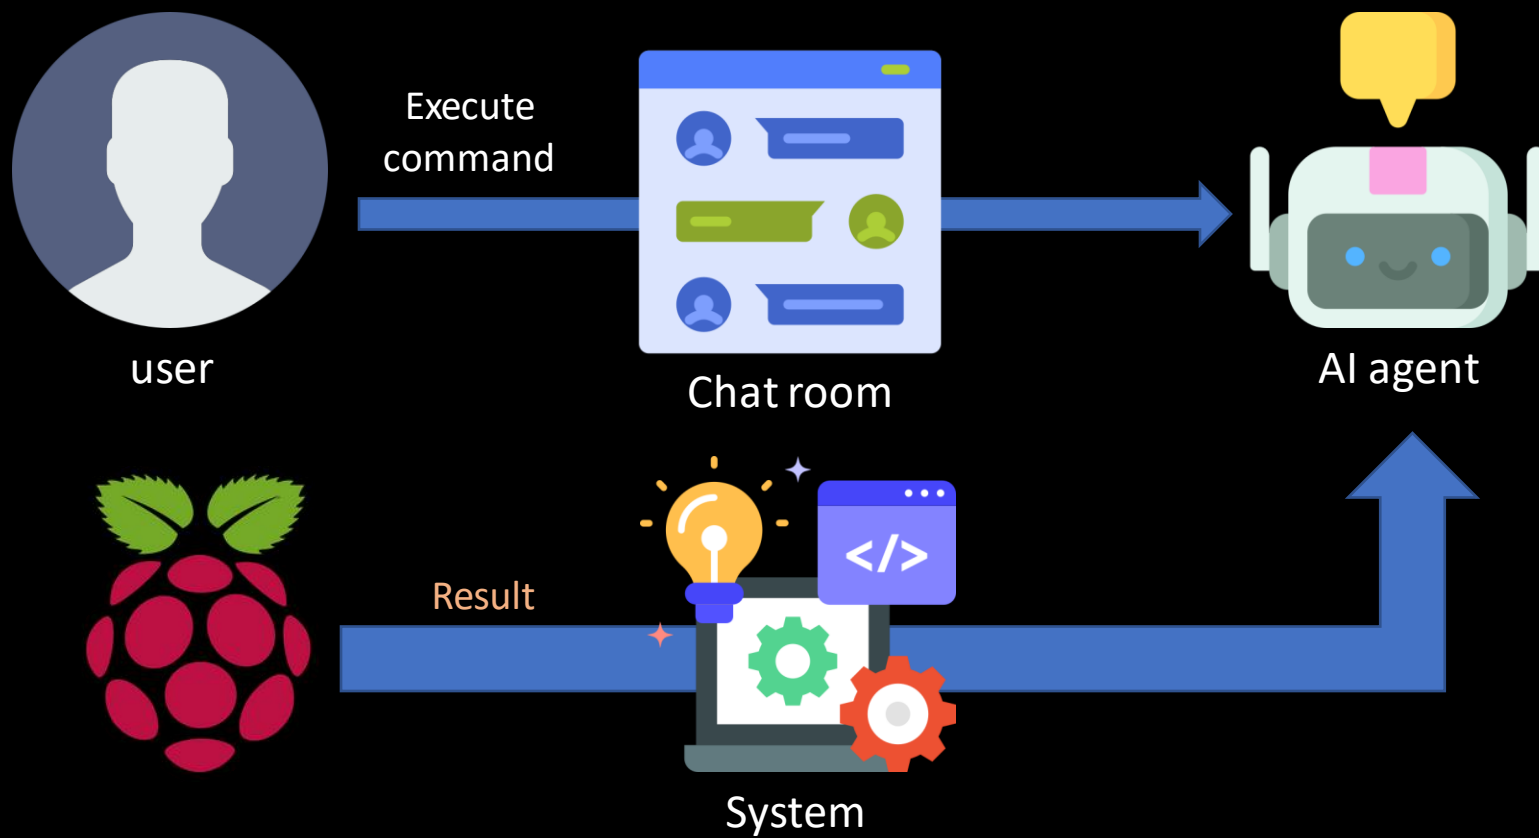 Execute
command
user
Chat room
AI agent
Result
</>
System